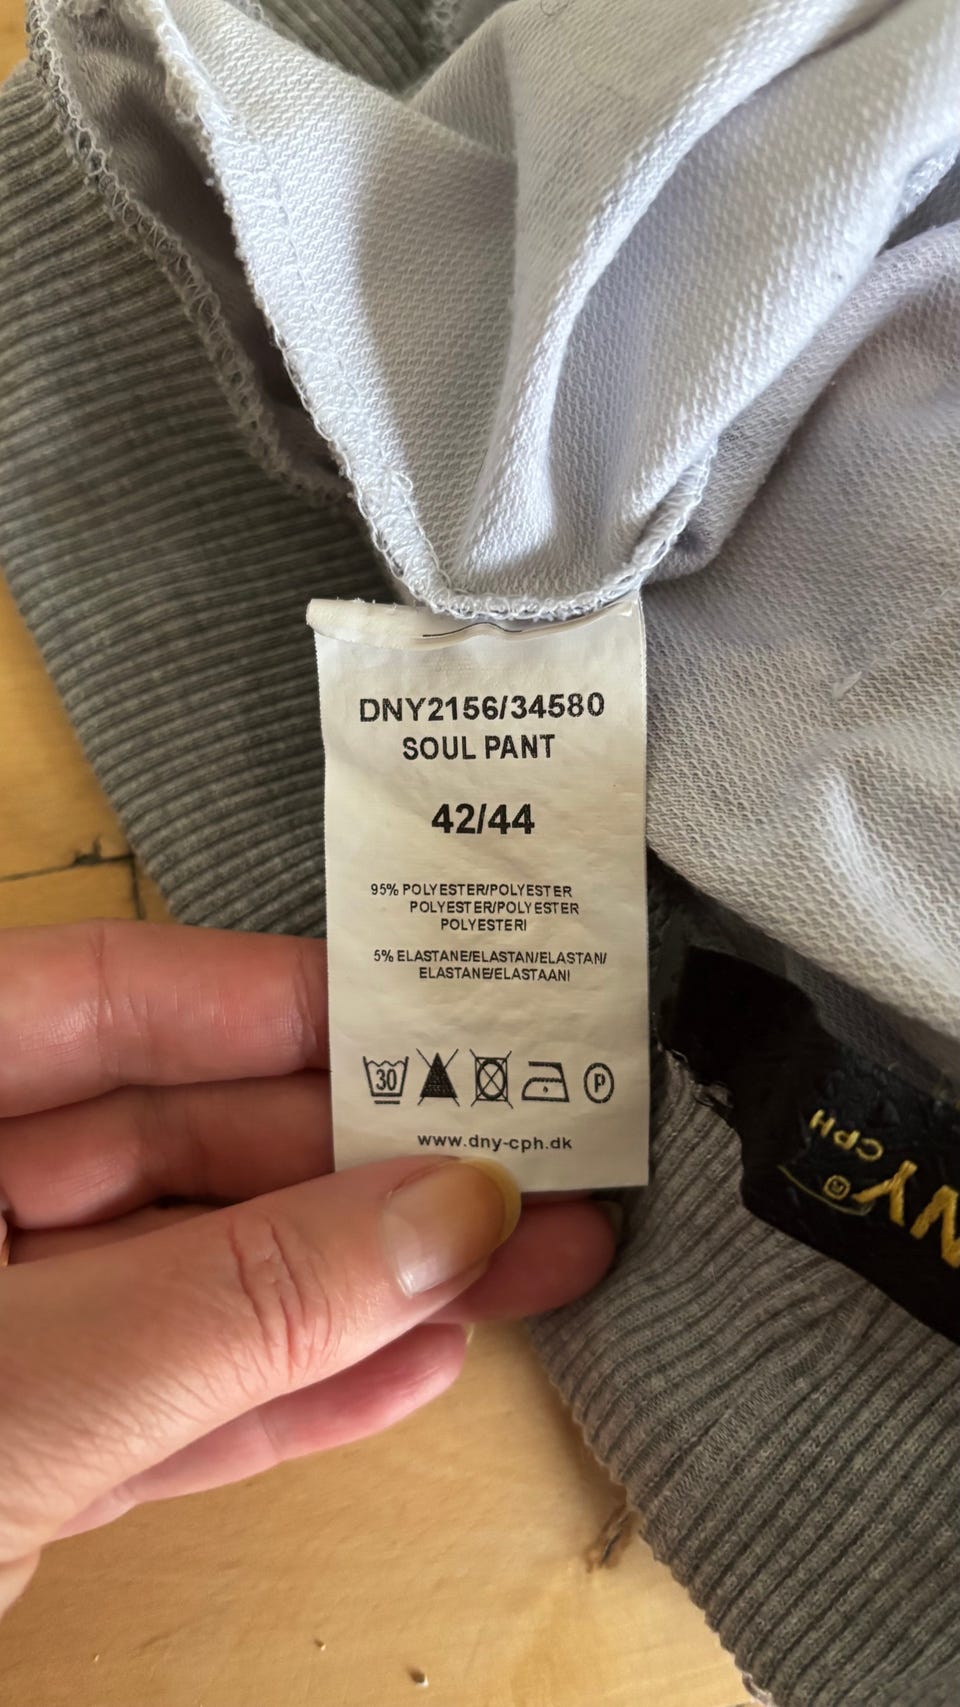 DNY2156/34580
SOUL PANT
42/44
95% POLYESTER/POLYESTER
POLYESTER/POLYESTER
POLYESTERI
5% ELASTANE/ELASTAN/ELASTAN/
ELASTANE/ELASTAANI
30
P
www.dny-cph.dk
NY®
CPH